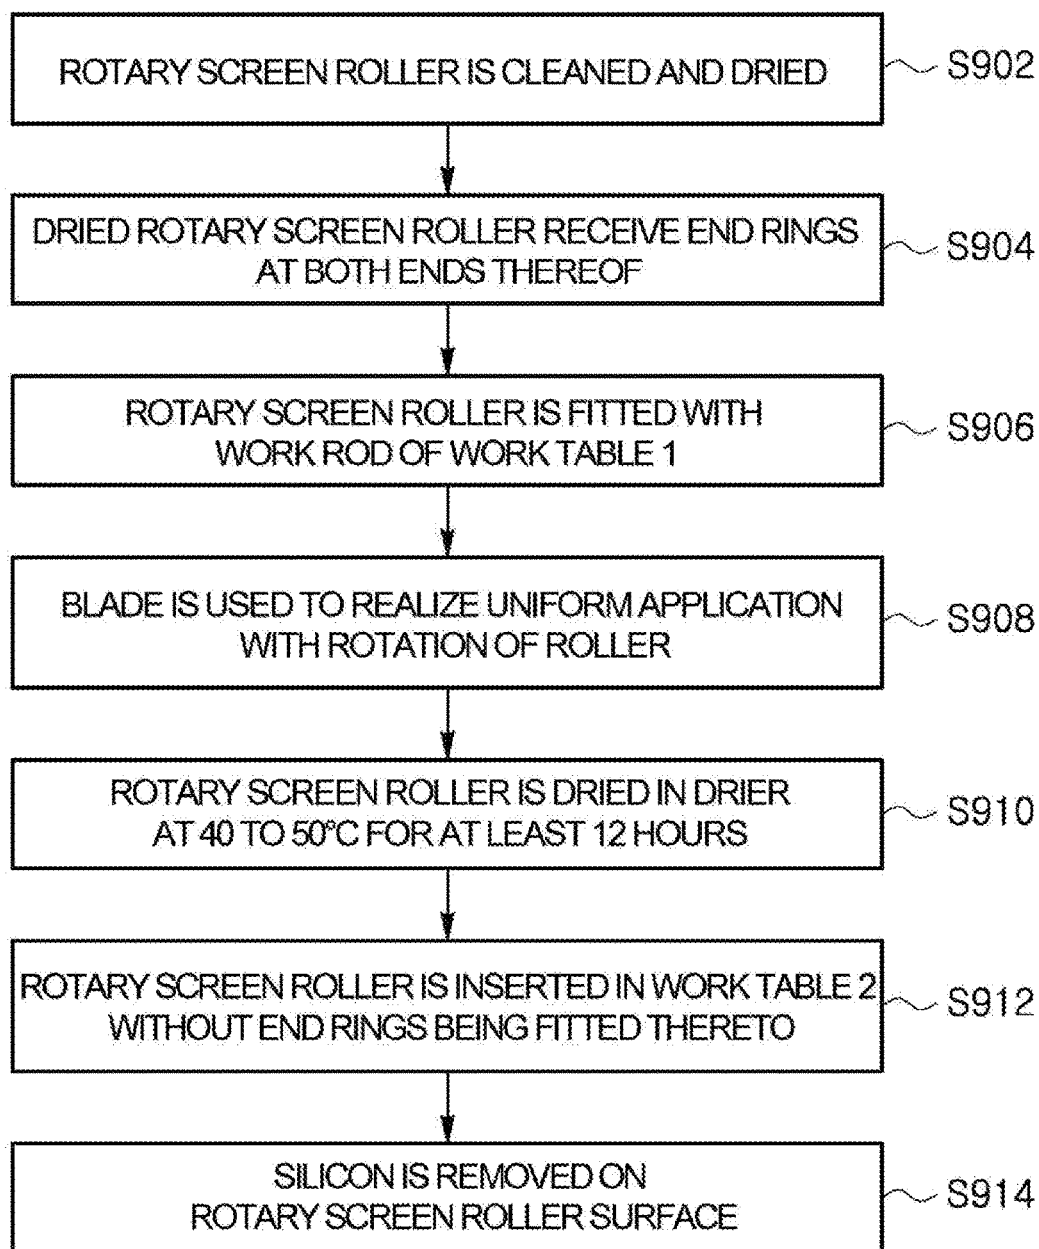 ROTARY SCREEN ROLLER IS CLEANED AND DRIED
S902
DRIED ROTARY SCREEN ROLLER RECEIVE END RINGS
AT BOTH ENDS THEREOF
S904
ROTARY SCREEN ROLLER IS FITTED WITH
WORK ROD OF WORK TABLE 1
S906
BLADE IS USED TO REALIZE UNIFORM APPLICATION
WITH ROTATION OF ROLLER
S908
ROTARY SCREEN ROLLER IS DRIED IN DRIER
AT 40 TO 50°C FOR AT LEAST 12 HOURS
S910
ROTARY SCREEN ROLLER IS INSERTED IN WORK TABLE 2
WITHOUT END RINGS BEING FITTED THERETO
S912
SILICON IS REMOVED ON
ROTARY SCREEN ROLLER SURFACE
S914